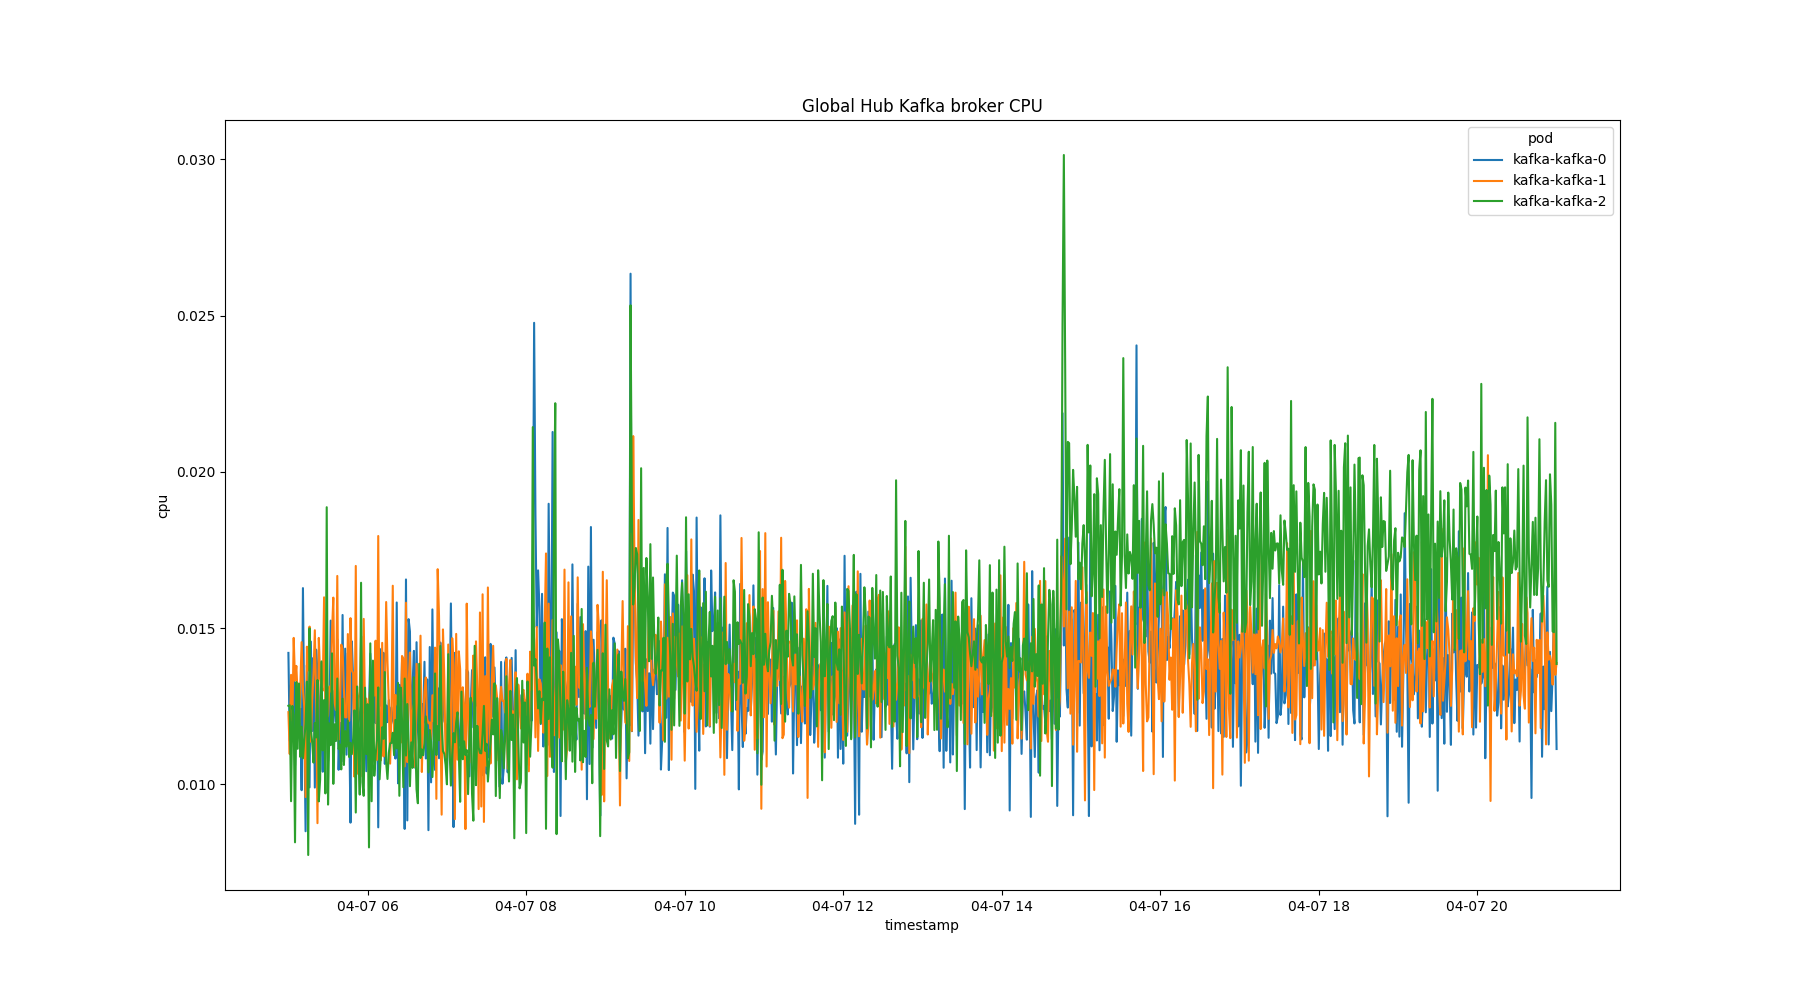 Global Hub Kafka broker CPU
pod
kafka-kafka-0
kafka-kafka-1
kafka-kafka-2
0.030
0.025
0.020
0.015
0.010
cpu
04-07 06
04-07 08
04-07 10
04-07 12
04-07 14
04-07 16
04-07 18
04-07 20
timestamp